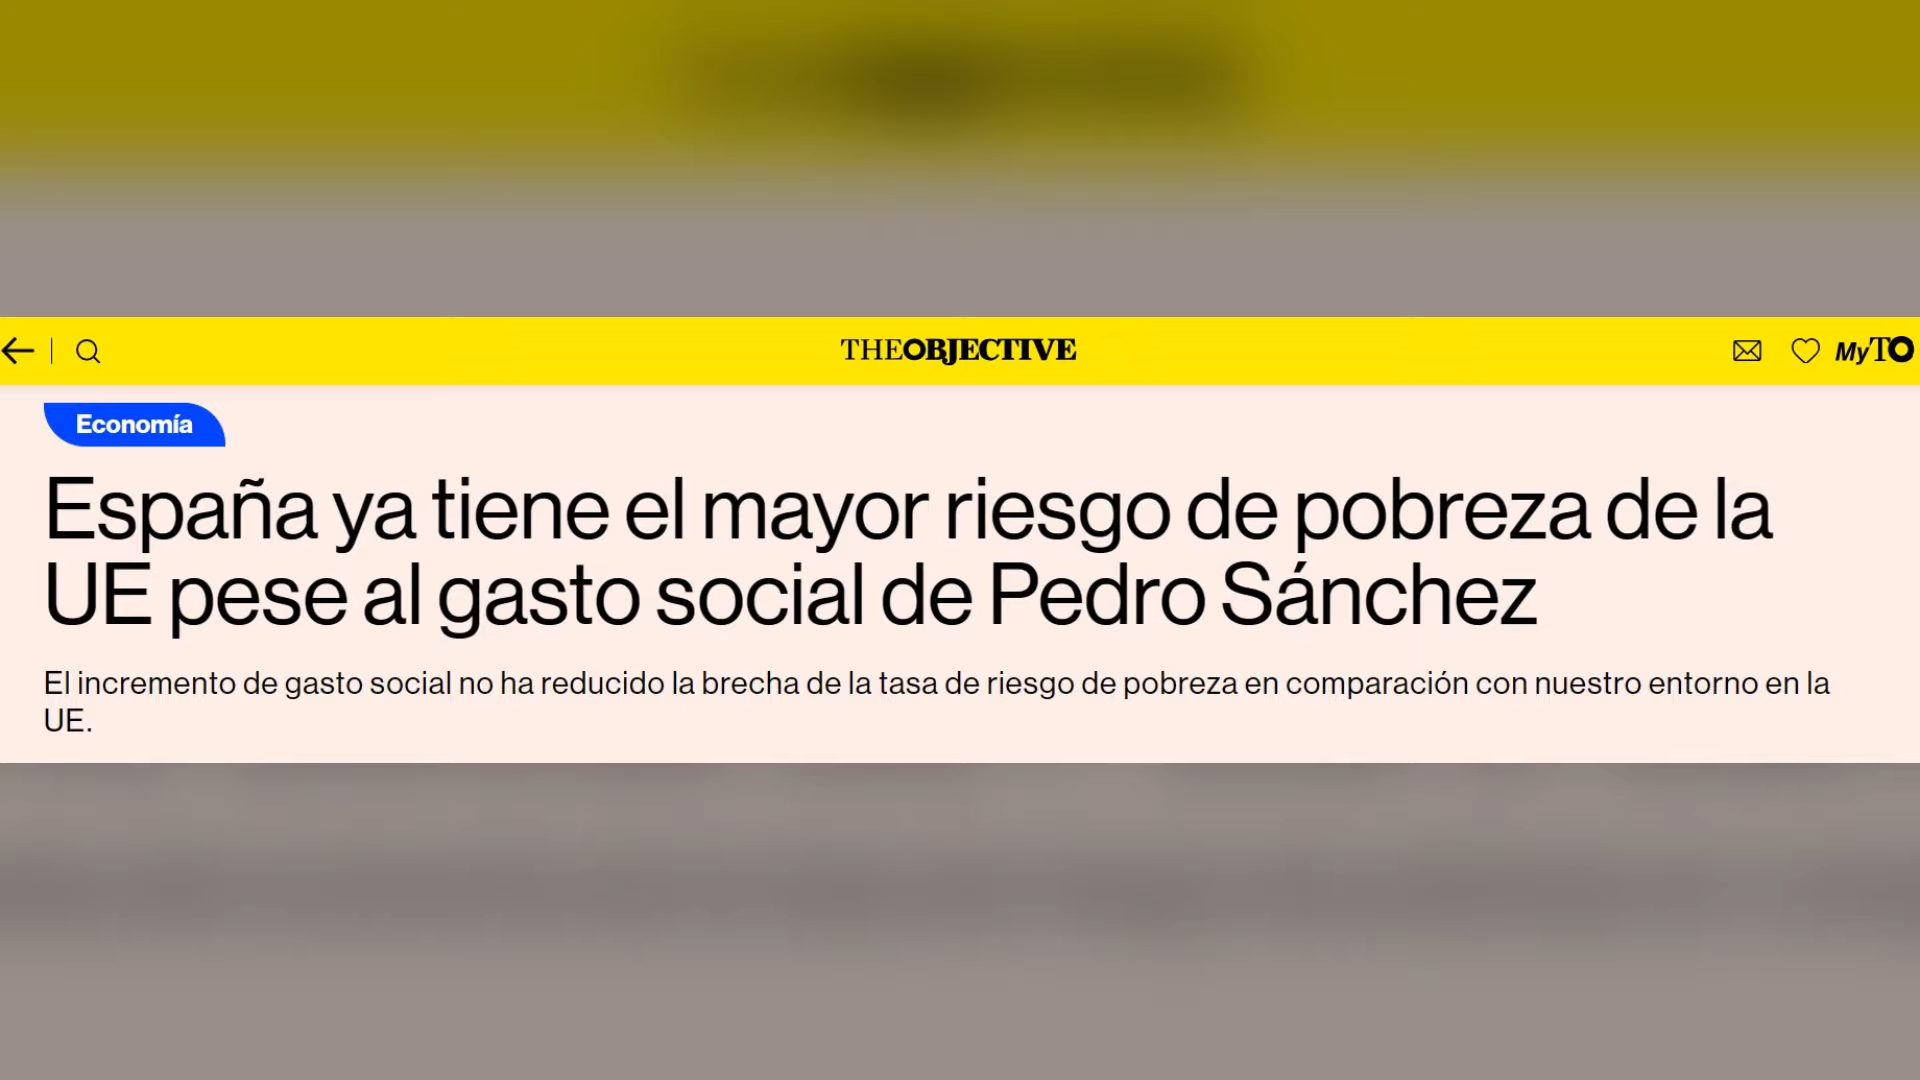 THEOBJECTIVE
MyTO
Economía
España ya tiene el mayor riesgo de pobreza de la
UE pese al gasto social de Pedro Sánchez
El incremento de gasto social no ha reducido la brecha de la tasa de riesgo de pobreza en comparación con nuestro entorno en la
UE.